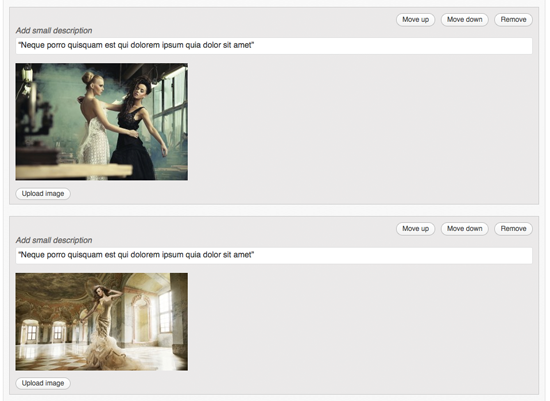 Move up Move down Remove
Add small description
"Neque porro quisquam est qui dolorem ipsum quia dolor sit amet"
Upload image
Move up Move down Remove
Add small description
"Neque porro quisquam est qui dolorem ipsum quia dolor sit amet"
Upload image